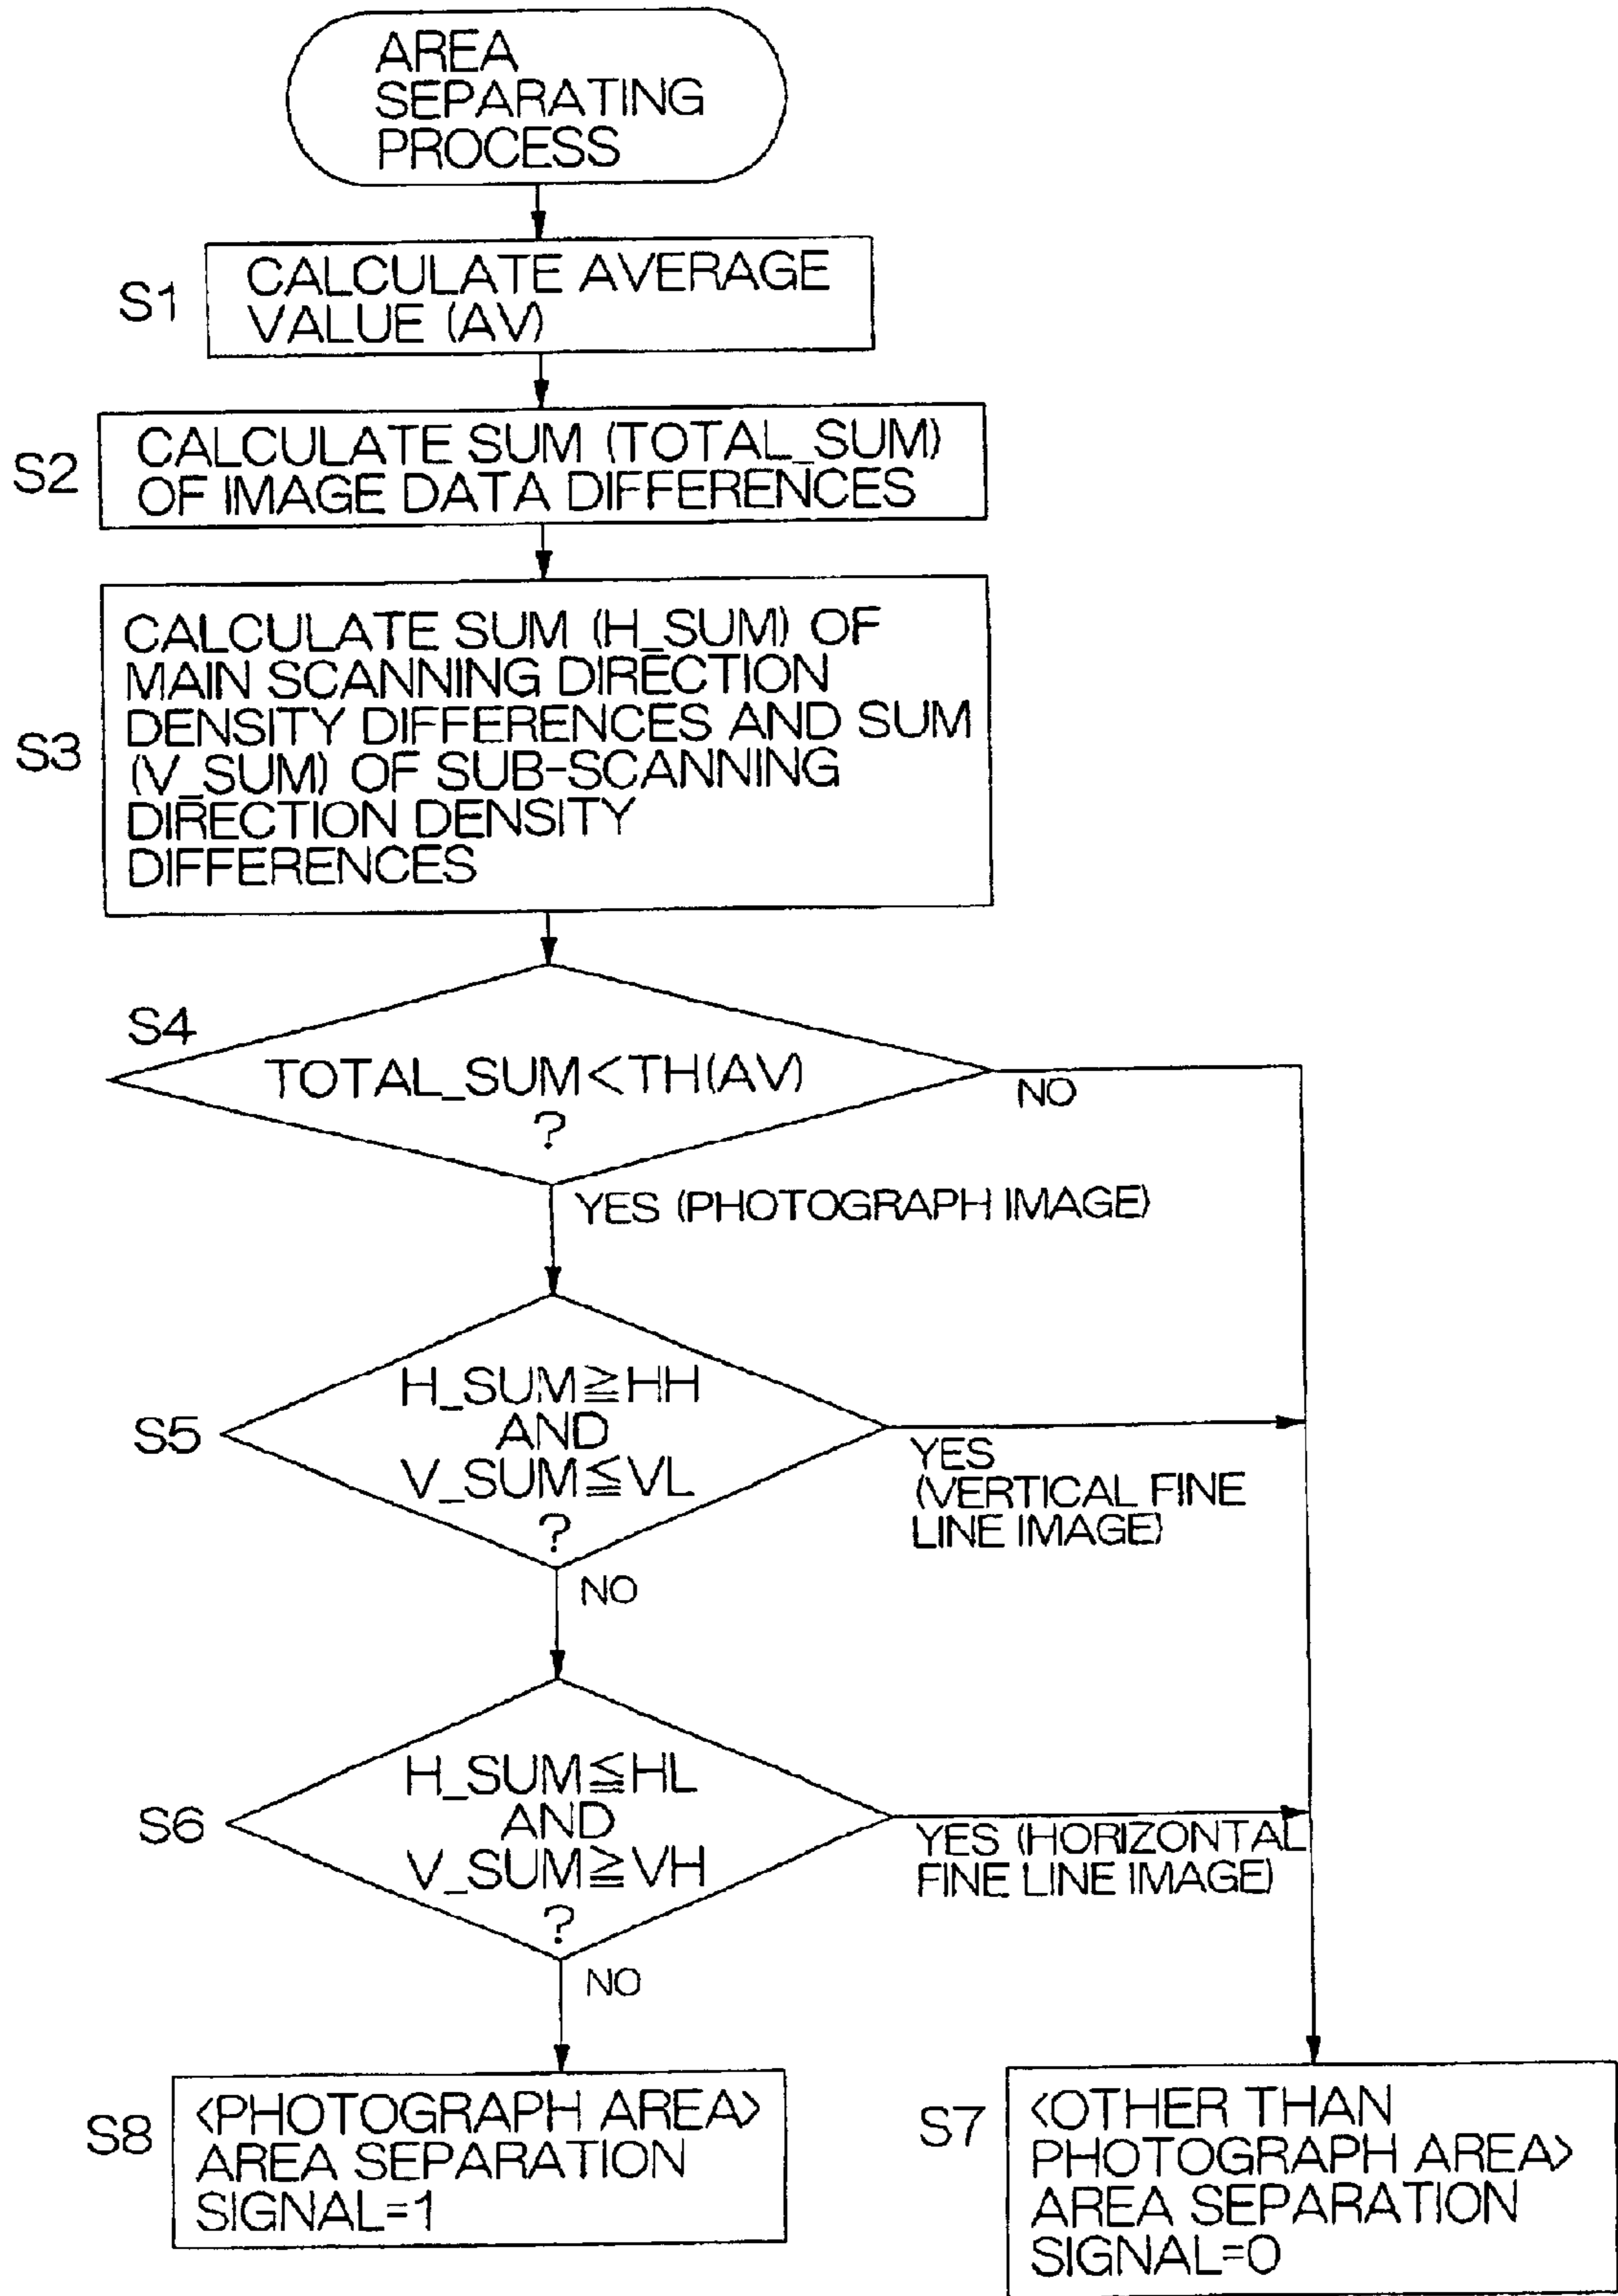 AREA
SEPARATING
PROCESS
S1
CALCULATE AVERAGE
VALUE (AV)
S2
CALCULATE SUM (TOTAL_SUM)
OF IMAGE DATA DIFFERENCES
S3
CALCULATE SUM (H_SUM) OF
MAIN SCANNING DIRECTION
DENSITY DIFFERENCES AND SUM
(V_SUM) OF SUB-SCANNING
DIRECTION DENSITY
DIFFERENCES
S4
TOTAL_SUM<TH(AV)
?
NO
YES (PHOTOGRAPH IMAGE)
S5
H_SUM≧HH
AND
V_SUM≦VL
?
YES
(VERTICAL FINE
LINE IMAGE)
NO
S6
H_SUM≦HL
AND
V_SUM≧VH
?
YES (HORIZONTAL
FINE LINE IMAGE)
NO
S8
<PHOTOGRAPH AREA>
AREA SEPARATION
SIGNAL=1
S7
<OTHER THAN
PHOTOGRAPH AREA>
AREA SEPARATION
SIGNAL=0